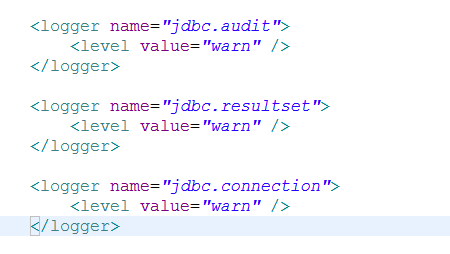 <logger name="jdbc.audit">
    <level value="warn" />
</logger>

<logger name="jdbc.resultset">
    <level value="warn" />
</logger>

<logger name="jdbc.connection">
    <level value="warn" />
</logger>